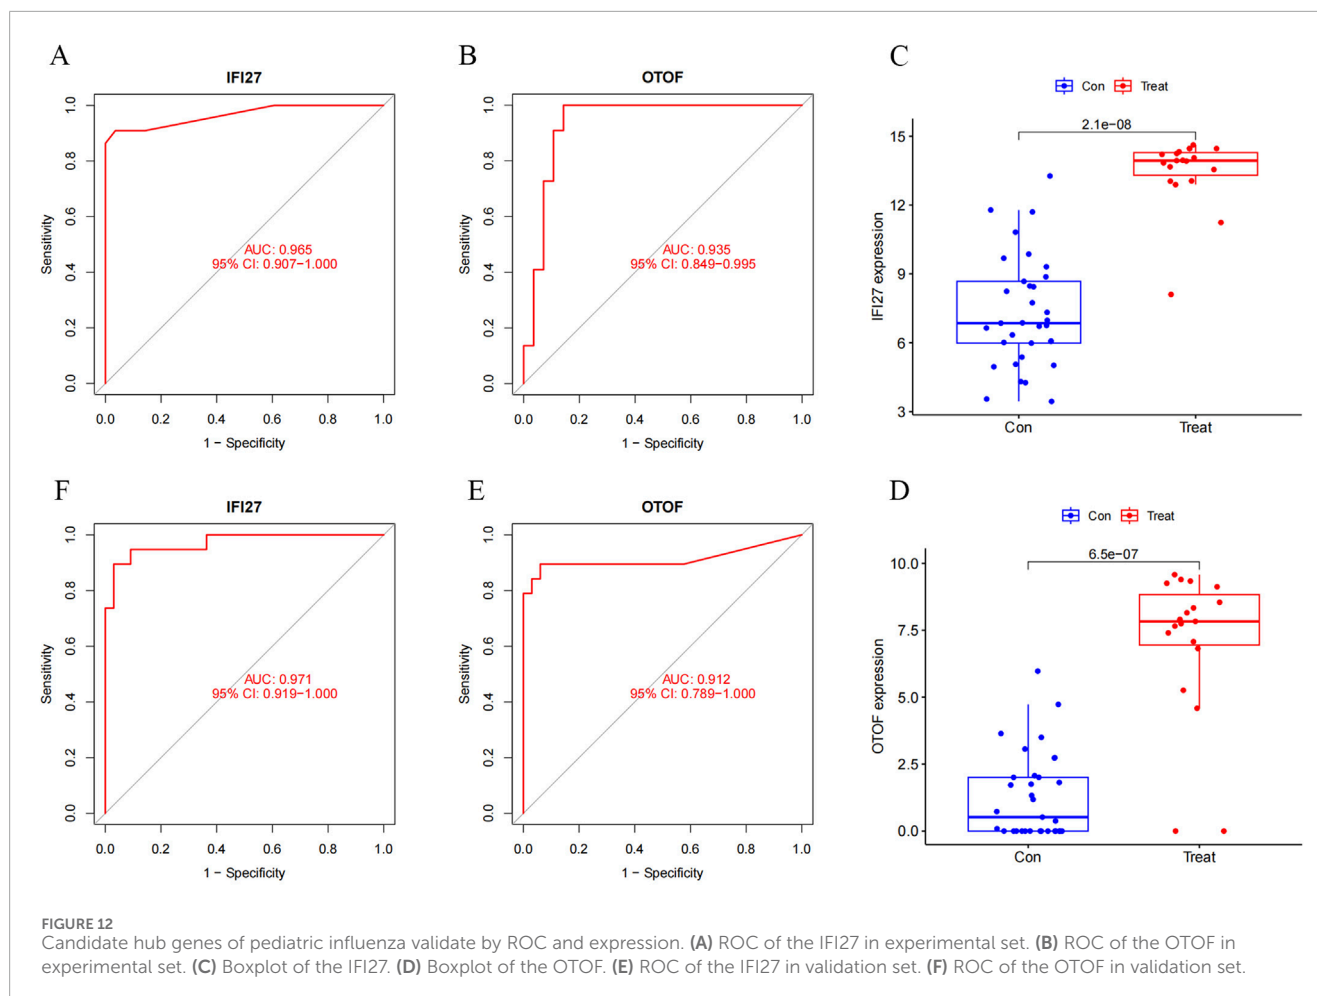 A
IFI27
1.0
0.8
0.6
0.4
0.2
0.0
Sensitivity
AUC: 0.965
95% CI: 0.907−1.000
0.0 0.2 0.4 0.6 0.8 1.0
1 − Specificity
B
OTOF
1.0
0.8
0.6
0.4
0.2
0.0
Sensitivity
AUC: 0.935
95% CI: 0.849−0.995
0.0 0.2 0.4 0.6 0.8 1.0
1 − Specificity
C
Con Treat
2.1e−08
15
12
9
6
3
IFI27 expression
Con Treat
F
IFI27
1.0
0.8
0.6
0.4
0.2
0.0
Sensitivity
AUC: 0.971
95% CI: 0.919−1.000
0.0 0.2 0.4 0.6 0.8 1.0
1 − Specificity
E
OTOF
1.0
0.8
0.6
0.4
0.2
0.0
Sensitivity
AUC: 0.912
95% CI: 0.789−1.000
0.0 0.2 0.4 0.6 0.8 1.0
1 − Specificity
D
Con Treat
6.5e−07
10.0
7.5
5.0
2.5
0.0
OTOF expression
Con Treat
FIGURE 12
Candidate hub genes of pediatric influenza validate by ROC and expression. (A) ROC of the IFI27 in experimental set. (B) ROC of the OTOF in
experimental set. (C) Boxplot of the IFI27. (D) Boxplot of the OTOF. (E) ROC of the IFI27 in validation set. (F) ROC of the OTOF in validation set.